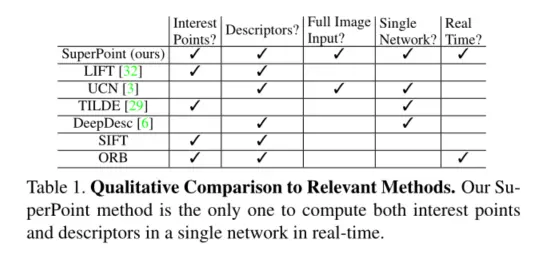 Interest Points? Descriptors? Full Image Input? Single Network? Real Time?
SuperPoint (ours) ✓ ✓ ✓ ✓ ✓
LIFT [32] ✓ ✓
UCN [3] ✓ ✓ ✓
TILDE [29] ✓ ✓
DeepDesc [6] ✓ ✓
SIFT ✓ ✓
ORB ✓ ✓ ✓
Table 1. Qualitative Comparison to Relevant Methods. Our Su-
perPoint method is the only one to compute both interest points
and descriptors in a single network in real-time.